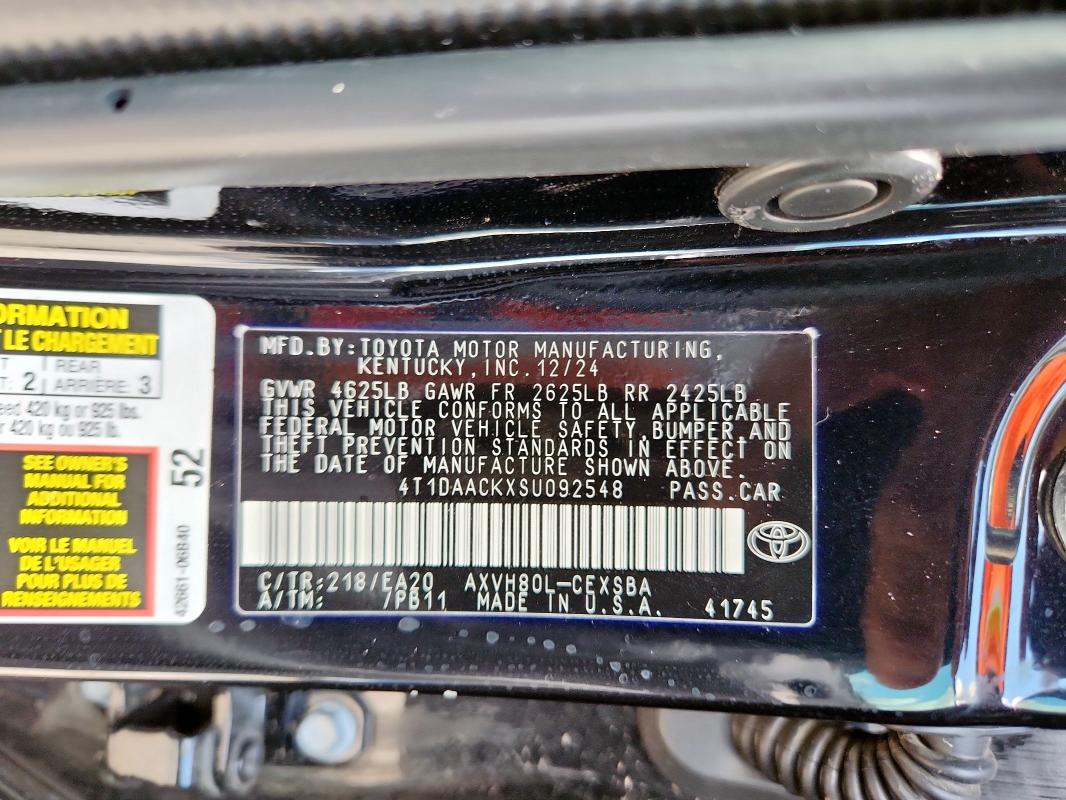 ORMATION
LE CHARGEMENT
REAR
: 2 ARRIÈRE: 3
eed 420 kg or 925 lbs.
r 420 kg ou 925 lb.
SEE OWNER'S
MANUAL FOR
ADDITIONAL
INFORMATION
VOIR LE MANUEL
DE L'USAGER
POUR PLUS DE
RENSEIGNEMENTS
52
42661-06B40
MFD.BY:TOYOTA MOTOR MANUFACTURING,
KENTUCKY, INC. 12/24
GVWR 4625LB GAWR FR 2625LB RR 2425LB
THIS VEHICLE CONFORMS TO ALL APPLICABLE
FEDERAL MOTOR VEHICLE SAFETY,BUMPER AND
THEFT PREVENTION STANDARDS IN EFFECT ON
THE DATE OF MANUFACTURE SHOWN ABOVE.
4T1DAACKXSU092548 PASS.CAR
C/TR:218/EA20 AXVH80L-CEXSBA
A/TM: /PB11 MADE IN U.S.A. 41745